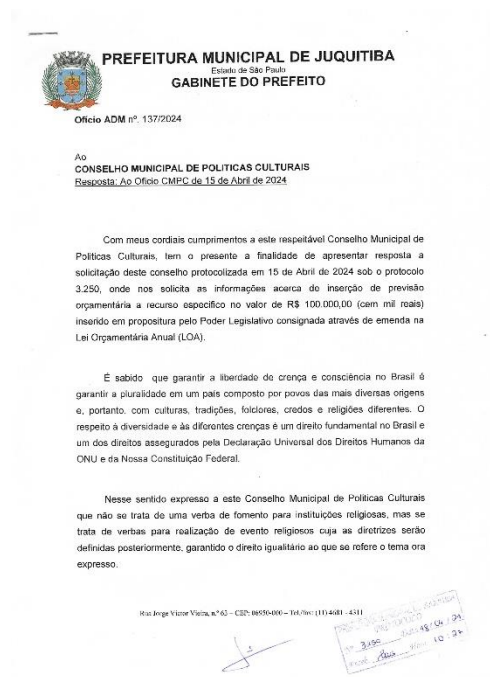 PREFEITURA MUNICIPAL DE JUQUITIBA
Estado de São Paulo
GABINETE DO PREFEITO
Ofício ADM nº. 137/2024
Ao
CONSELHO MUNICIPAL DE POLITICAS CULTURAIS
Resposta: Ao Oficio CMPC de 15 de Abril de 2024
Com meus cordiais cumprimentos a este respeitável Conselho Municipal de
Políticas Culturais, tem o presente a finalidade de apresentar resposta a
solicitação deste conselho protocolizada em 15 de Abril de 2024 sob o protocolo
3.250, onde nos solicita as informações acerca do inserção de previsão
orçamentária a recurso especifico no valor de R$ 100.000,00 (cem mil reais)
inserido em propositura pelo Poder Legislativo consignada através de emenda na
Lei Orçamentária Anual (LOA).
É sabido que garantir a liberdade de crença e consciência no Brasil é
garantir a pluralidade em um país composto por povos das mais diversas origens
e, portanto, com culturas, tradições, folclores, credos e religiões diferentes. O
respeito à diversidade e às diferentes crenças é um direito fundamental no Brasil e
um dos direitos assegurados pela Declaração Universal dos Direitos Humanos da
ONU e da Nossa Constituição Federal.
Nesse sentido expresso a este Conselho Municipal de Políticas Culturais
que não se trata de uma verba de fomento para instituições religiosas, mas se
trata de verbas para realização de evento religiosos cuja as diretrizes serão
definidas posteriormente, garantido o direito igualitário ao que se refere o tema ora
expresso.
Rua Jorge Victor Vieira, n.º 63 – CEP: 06950-000 – Tel./fax: (11) 4681 - 4311
18/04/24
10:27